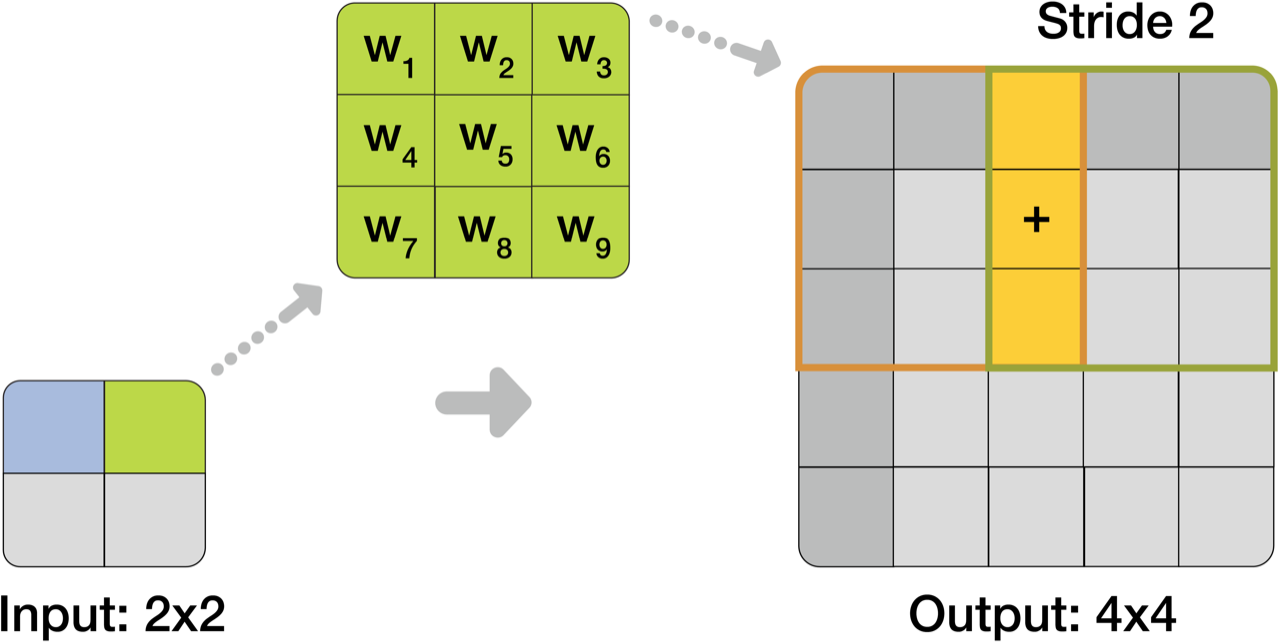 Stride 2
w1 w2 w3
w4 w5 w6
w7 w8 w9
+
Input: 2x2
Output: 4x4